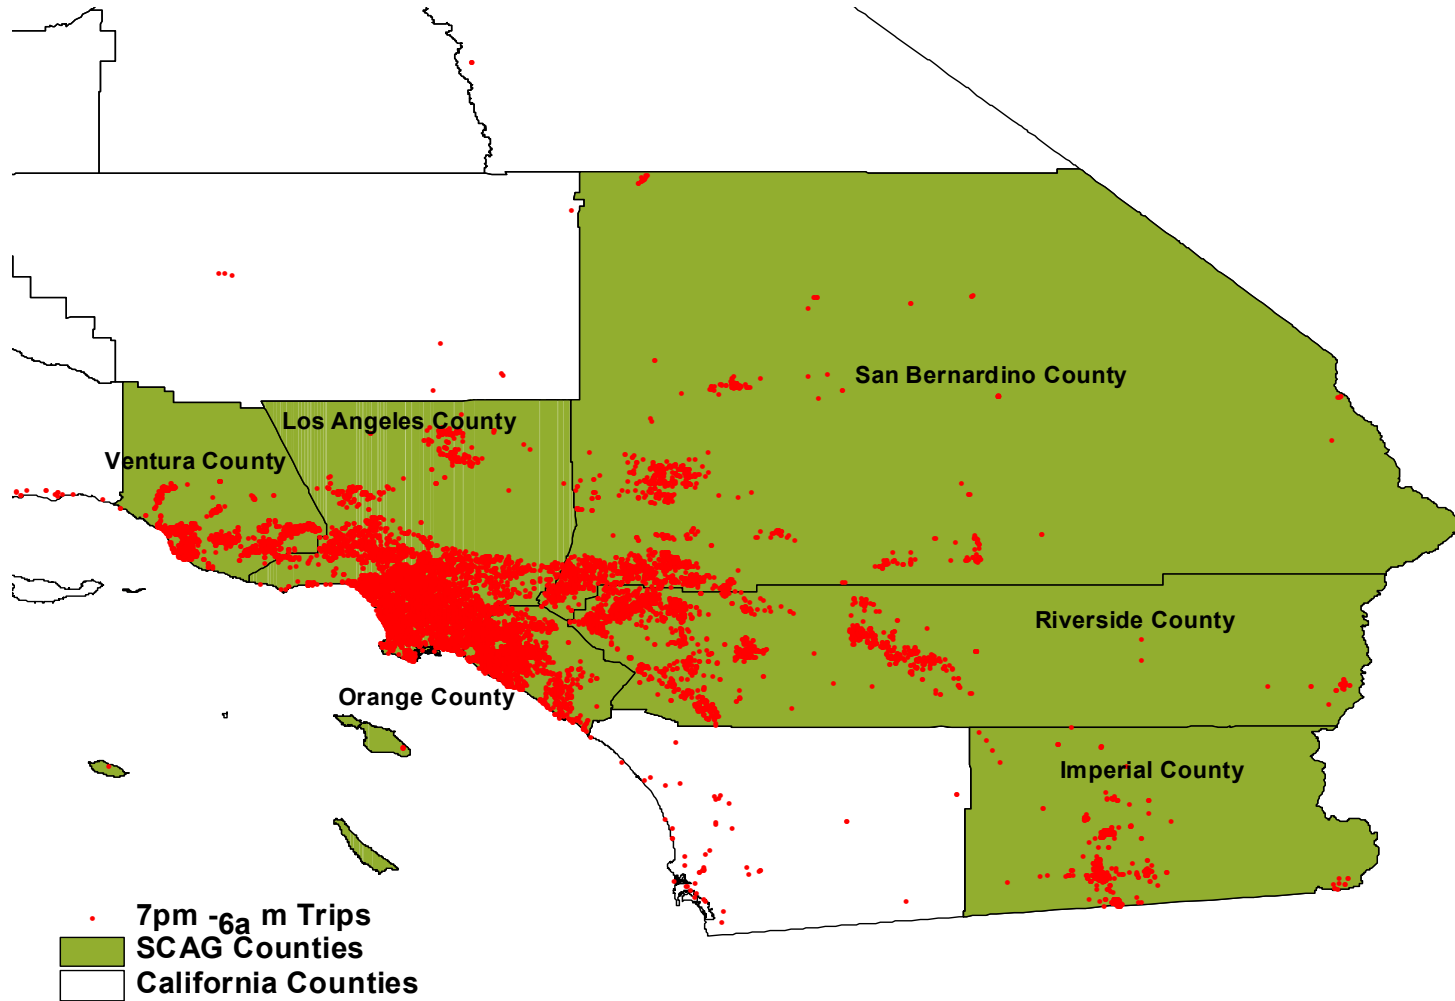 San Bernardino County
Los Angeles County
Ventura County
Riverside County
Orange County
Imperial County
7pm -6a m Trips
SCAG Counties
California Counties